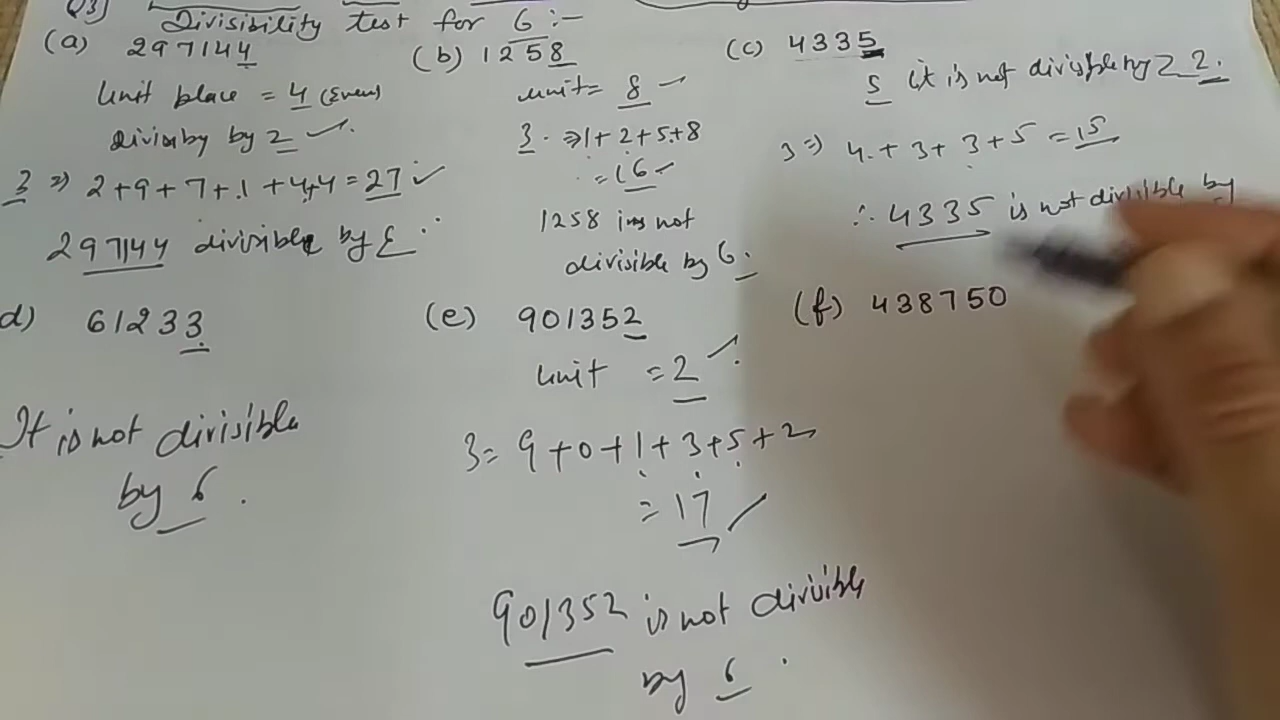 Q3)
Divisibility test for 6 :-
(a) 297144
Unit place = 4 (Even)
by 2
3 ⇒ 2+9+7+1+4+4=27 ✓
297144 divisible by
(b) 1258
unit= 8
3 ⇒ 1+2+5+8
= 16
1258 is not
divisible by 6.
(c) 4335
5 it is not divisible by 2
3 ⇒ 4+3+3+5 = 15
∴ 4335 is not divisible by
d) 61233
It is not divisible
by 6.
(e) 901352
unit = 2
3= 9+0+1+3+5+2
= 17
901352 is not divisible
by 6.
(f) 438750